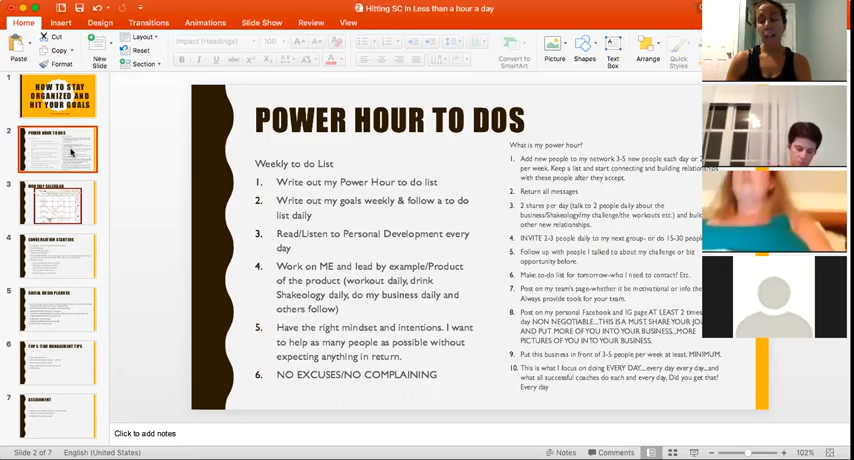 Hitting SC in Less than a hour a day
Home Insert Design Transitions Animations Slide Show Review View
Paste
Cut
Copy
Format
New
Slide
Layout
Reset
Section
Impact (Headings)
100
Convert to
SmartArt
Picture
Shapes
Text
Box
Arrange
Quick
Styles
1
HOW TO STAY
ORGANIZED AND
HIT YOUR GOALS
2
POWER HOUR TO DOS
3
MONTHLY CALENDAR
4
CONVERSATION STARTERS
5
SOCIAL MEDIA PLANNER
6
TOP 5 TIME MANAGEMENT TIPS
7
ASSIGNMENT
POWER HOUR TO DOS
Weekly to do List
1. Write out my Power Hour to do list
2. Write out my goals weekly & follow a to do
list daily
3. Read/Listen to Personal Development every
day
4. Work on ME and lead by example/Product
of the product (workout daily, drink
Shakeology daily, do my business daily and
others follow)
5. Have the right mindset and intentions. I want
to help as many people as possible without
expecting anything in return.
6. NO EXCUSES/NO COMPLAINING
What is my power hour?
1. Add new people to my network 3-5 new people each day or
per week. Keep a list and start connecting and building relationships
with these people after they accept.
2. Return all messages
3. 2 shares per day (talk to 2 people daily about the
business/Shakeology/my challenge/the workouts etc.) and
other new relationships.
4. INVITE 2-3 people daily to my next group- or do 15-30 people
5. Follow up with people I talked to about my challenge or biz
opportunity before.
6. Make to-do list for tomorrow-who I need to contact? Etc.
7. Post on my team's page-whether it be motivational or info
Always provide tools for your team.
8. Post on my personal Facebook and IG page AT LEAST 2
day NON NEGOTIABLE...THIS IS A MUST. SHARE YOUR
AND PUT MORE OF YOU INTO YOUR BUSINESS...MORE
PICTURES OF YOU INTO YOUR BUSINESS.
9. Put this business in front of 3-5 people per week at least. MINIMUM.
10. This is what I focus on doing EVERY DAY....every day every day...and
what all successful coaches do each and every day. Did you get that?
Every day
Click to add notes
Slide 2 of 7 English (United States) Notes Comments 102%